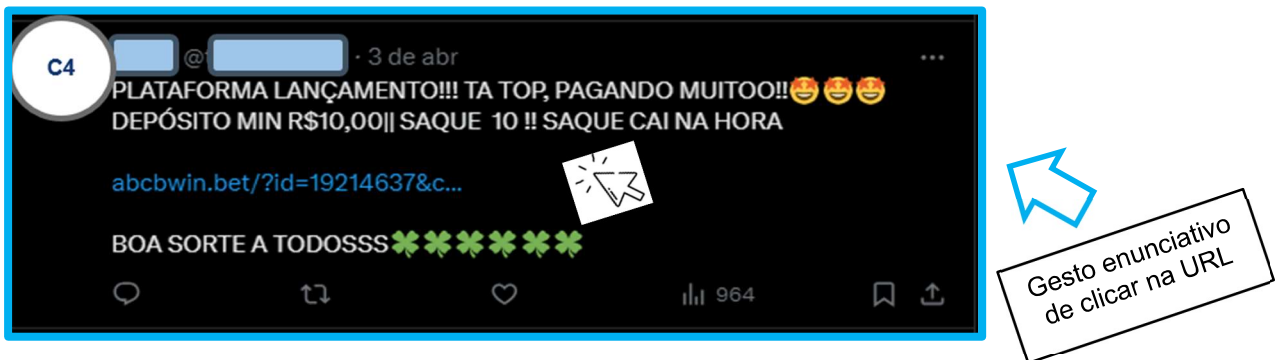 C4
@ · 3 de abr
PLATAFORMA LANÇAMENTO!!! TA TOP, PAGANDO MUITOO!!🤩🤩🤩
DEPÓSITO MIN R$10,00|| SAQUE 10 !! SAQUE CAI NA HORA
abcbwin.bet/?id=19214637&c...
BOA SORTE A TODOSSS🍀🍀🍀🍀🍀🍀
964
Gesto enunciativo
de clicar na URL